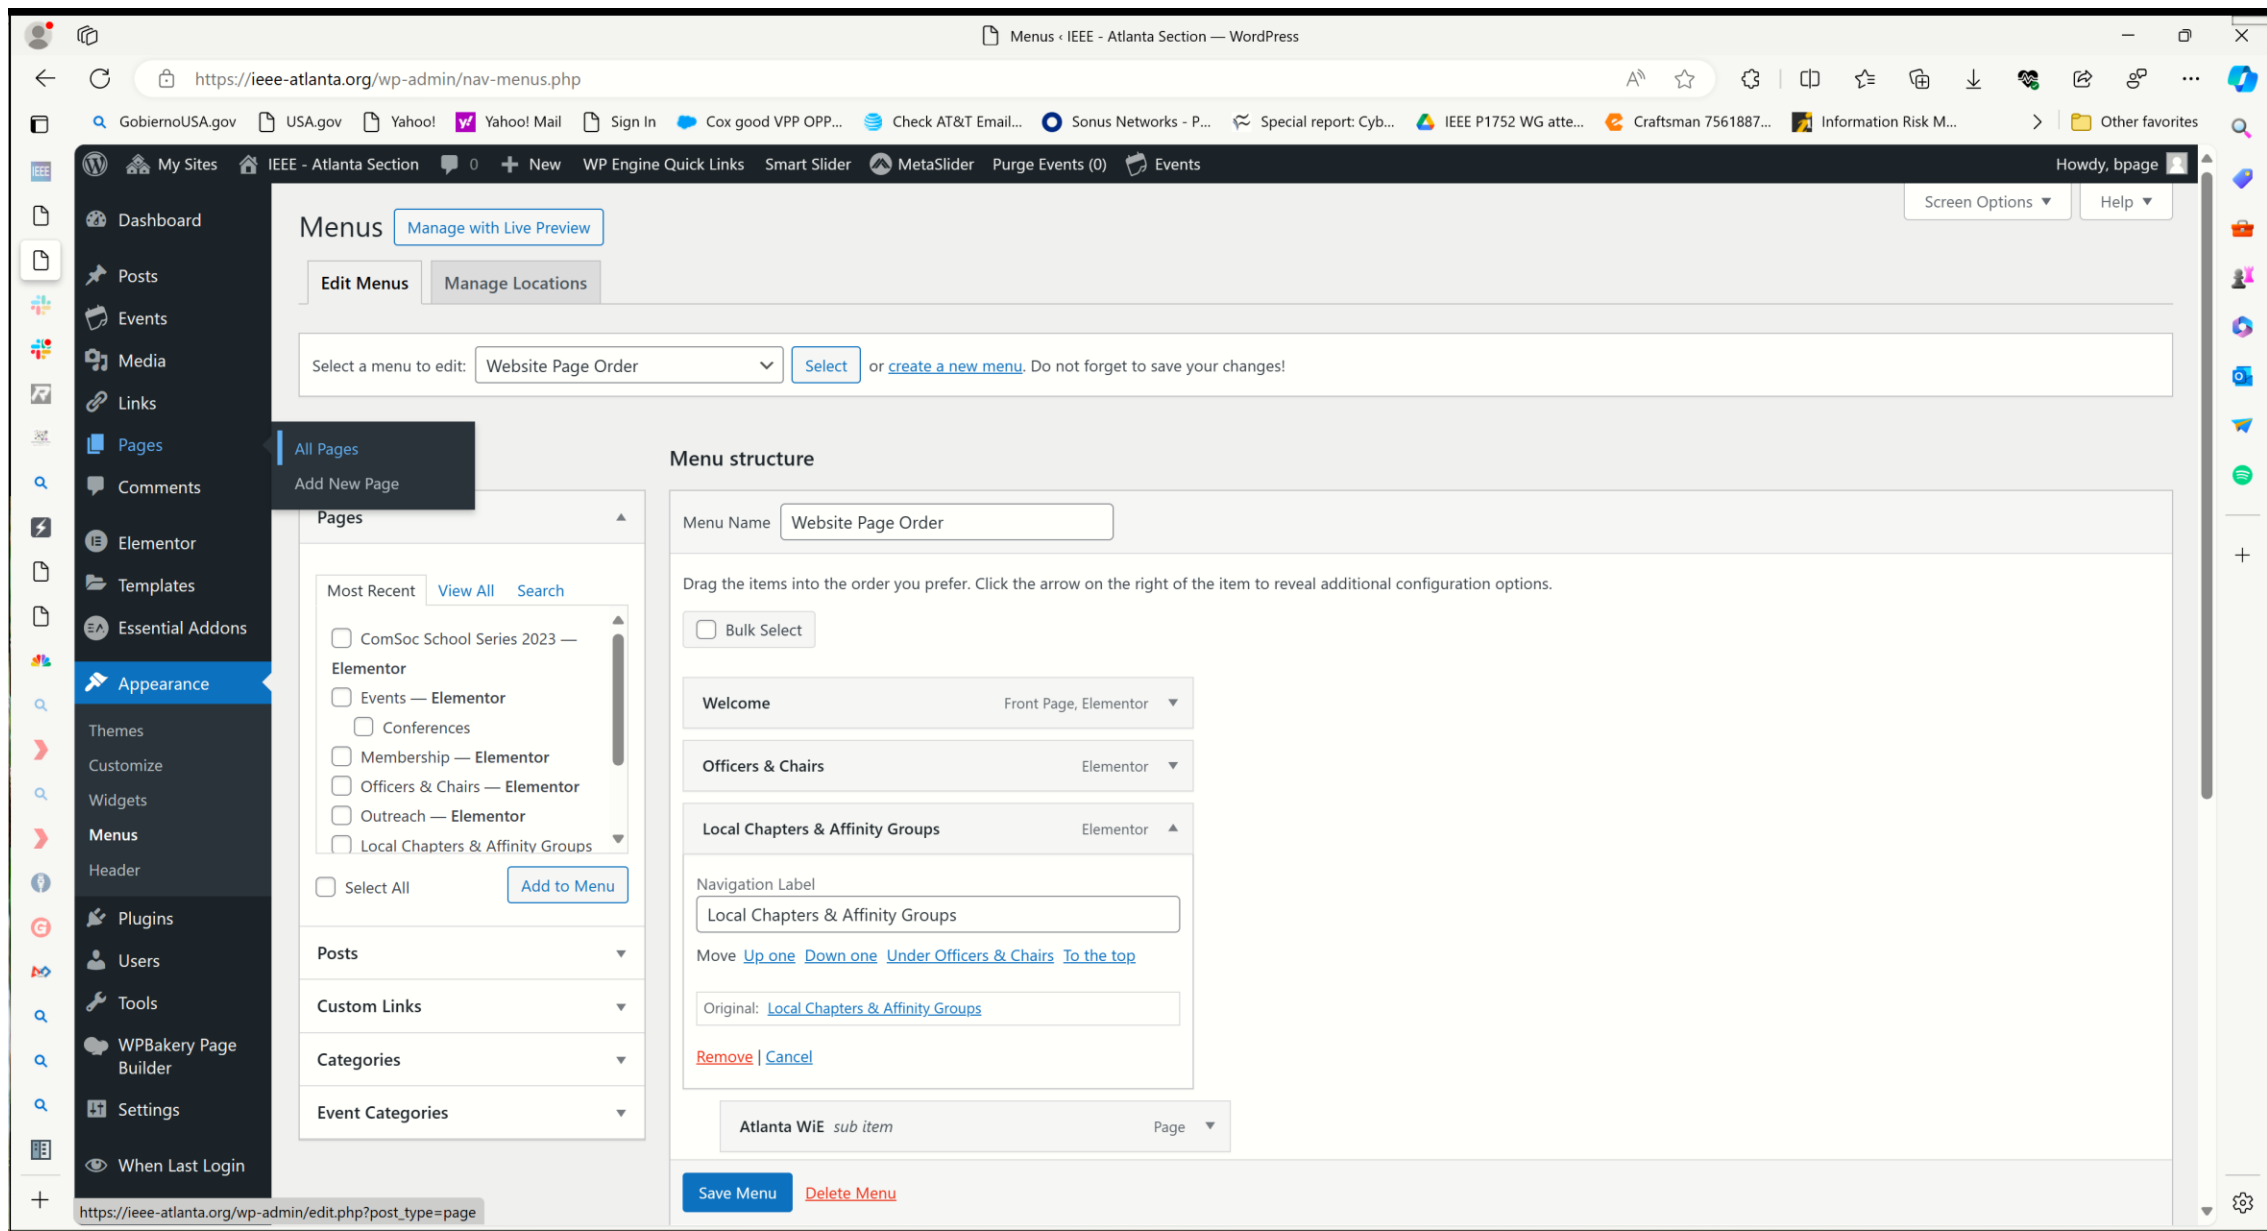 Menus ‹ IEEE - Atlanta Section — WordPress
https://ieee-atlanta.org/wp-admin/nav-menus.php
GobiernoUSA.gov USA.gov Yahoo! Yahoo! Mail Sign In Cox good VPP OPP... Check AT&T Email... Sonus Networks - P... Special report: Cyb... IEEE P1752 WG atte... Craftsman 7561887... Information Risk M... Other favorites
My Sites IEEE - Atlanta Section 0 New WP Engine Quick Links Smart Slider MetaSlider Purge Events (0) Events Howdy, bpage
Screen Options Help
Dashboard
Posts
Events
Media
Links
Pages
Comments
Elementor
Templates
Essential Addons
Appearance
Themes
Customize
Widgets
Menus
Header
Plugins
Users
Tools
WPBakery Page
Builder
Settings
When Last Login
https://ieee-atlanta.org/wp-admin/edit.php?post_type=page
All Pages
Add New Page
Menus Manage with Live Preview
Edit Menus Manage Locations
Select a menu to edit: Website Page Order Select or create a new menu. Do not forget to save your changes!
Pages
Most Recent View All Search
ComSoc School Series 2023 —
Elementor
Events — Elementor
Conferences
Membership — Elementor
Officers & Chairs — Elementor
Outreach — Elementor
Local Chapters & Affinity Groups
Select All Add to Menu
Posts
Custom Links
Categories
Event Categories
Menu structure
Menu Name Website Page Order
Drag the items into the order you prefer. Click the arrow on the right of the item to reveal additional configuration options.
Bulk Select
Welcome Front Page, Elementor
Officers & Chairs Elementor
Local Chapters & Affinity Groups Elementor
Navigation Label
Local Chapters & Affinity Groups
Move Up one Down one Under Officers & Chairs To the top
Original: Local Chapters & Affinity Groups
Remove | Cancel
Atlanta WiE sub item Page
Save Menu Delete Menu